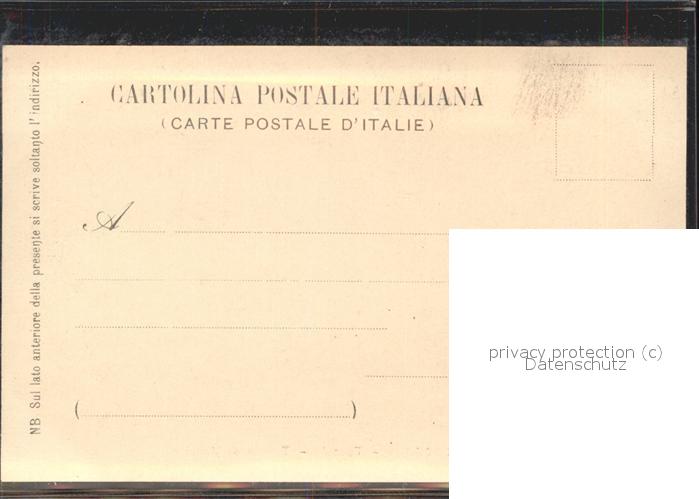 CARTOLINA POSTALE ITALIANA
(CARTE POSTALE D'ITALIE)
A
( )
NB Sul lato anteriore della presente si scrive soltanto l'indirizzo.
privacy protection (c)
Datenschutz